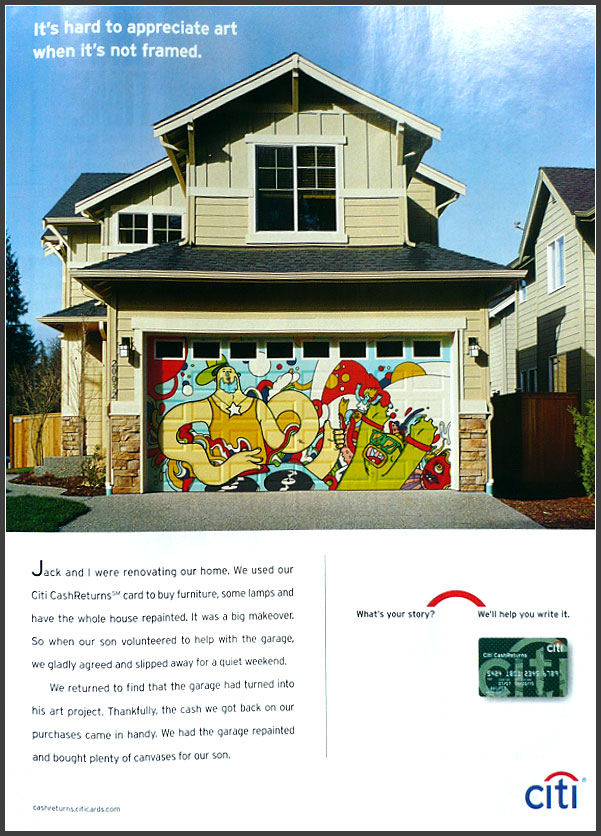 It's hard to appreciate art
when it's not framed.
Jack and I were renovating our home. We used our
Citi CashReturns℠ card to buy furniture, some lamps and
have the whole house repainted. It was a big makeover.
So when our son volunteered to help with the garage,
we gladly agreed and slipped away for a quiet weekend.
We returned to find that the garage had turned into
his art project. Thankfully, the cash we got back on our
purchases came in handy. We had the garage repainted
and bought plenty of canvases for our son.
What's your story? We'll help you write it.
citi
Citi CashReturns
citi
cashreturns.citicards.com
citi®